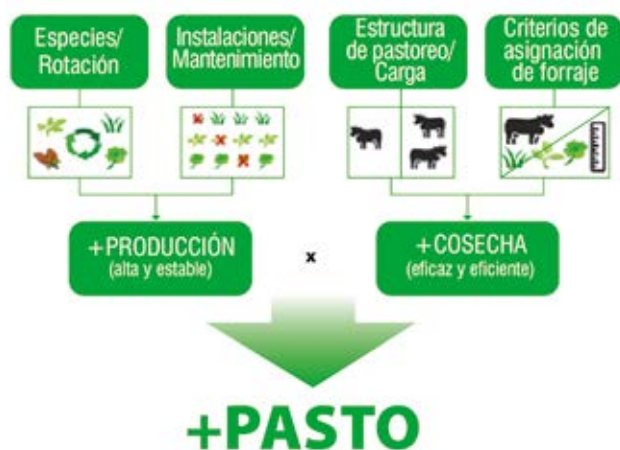 Especies/
Rotación
Instalaciones/
Mantenimiento
Estructura
de pastoreo/
Carga
Criterios de
asignación
de forraje
+PRODUCCIÓN
(alta y estable)
x
+COSECHA
(eficaz y eficiente)
+PASTO